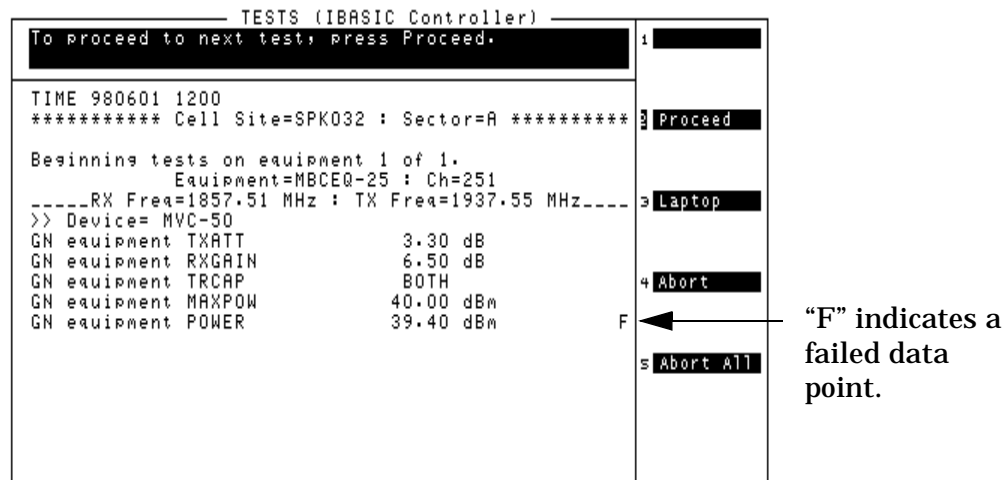 TESTS (IBASIC Controller)
To proceed to next test, press Proceed.
TIME 980601 1200
*********** Cell Site=SPK032 : Sector=A **********
Beginning tests on equipment 1 of 1.
Equipment=MBCEQ-25 : Ch=251
_____RX Freq=1857.51 MHz : TX Freq=1937.55 MHz____
>> Device= MVC-50
GN equipment TXATT 3.30 dB
GN equipment RXGAIN 6.50 dB
GN equipment TRCAP BOTH
GN equipment MAXPOW 40.00 dBm
GN equipment POWER 39.40 dBm F
1
2 Proceed
3 Laptop
4 Abort
5 Abort All
“F” indicates a
failed data
point.